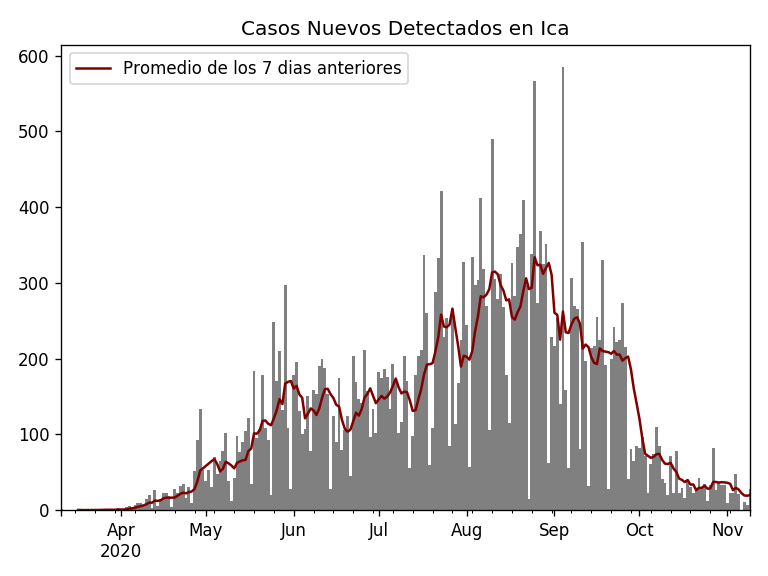 Casos Nuevos Detectados en Ica
Promedio de los 7 dias anteriores
600
500
400
300
200
100
0
Apr May Jun Jul Aug Sep Oct Nov
2020